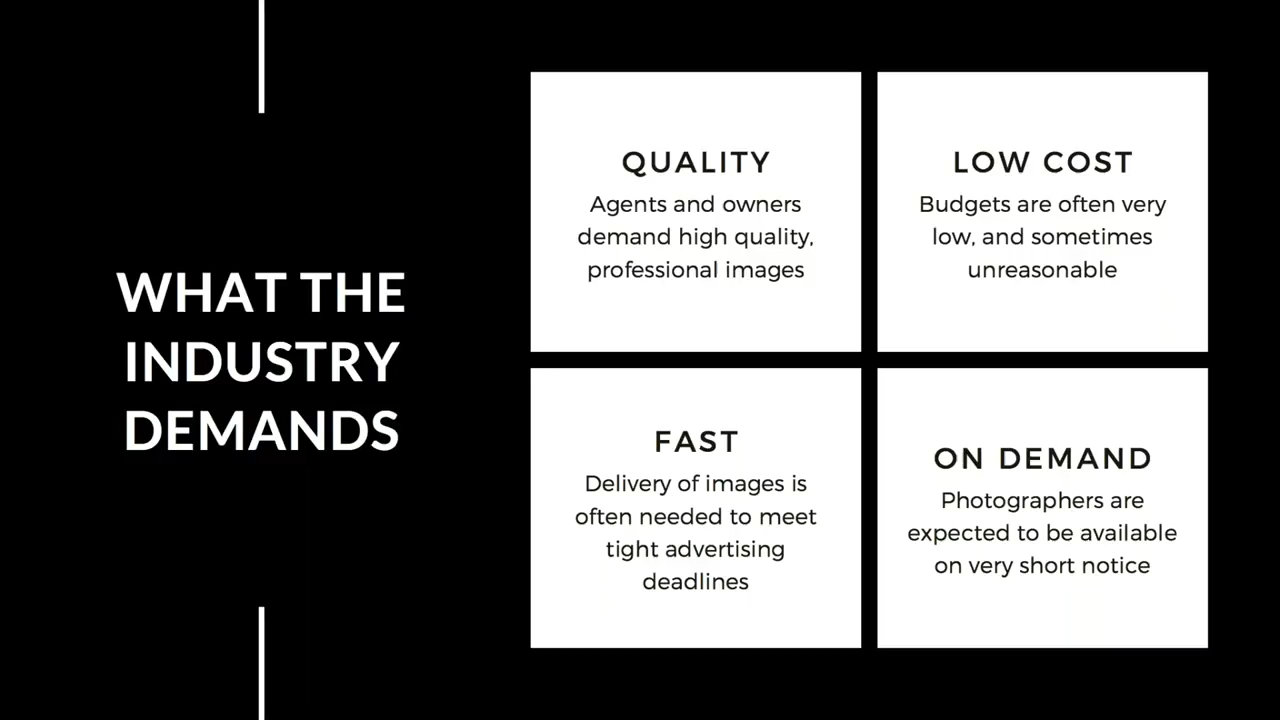 WHAT THE
INDUSTRY
DEMANDS
QUALITY
Agents and owners
demand high quality,
professional images
LOW COST
Budgets are often very
low, and sometimes
unreasonable
FAST
Delivery of images is
often needed to meet
tight advertising
deadlines
ON DEMAND
Photographers are
expected to be available
on very short notice